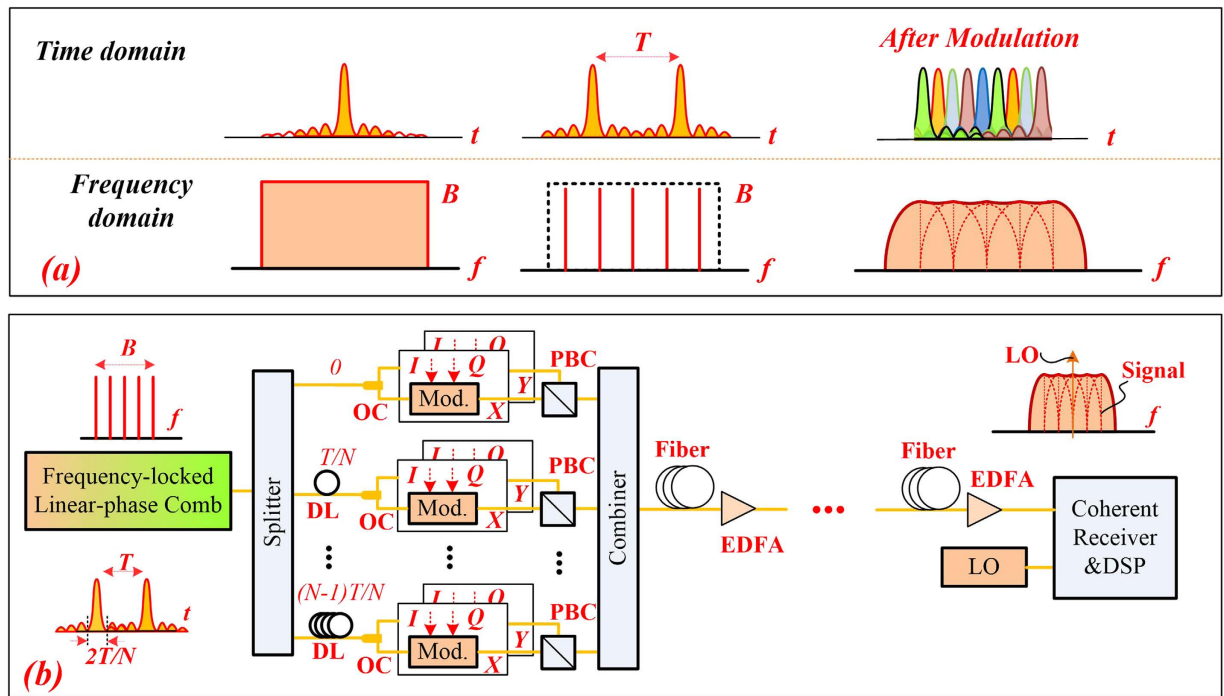 Time domain
T
After Modulation
t
t
t
Frequency
domain
B
B
(a)
f
f
f
B
f
Frequency-locked
Linear-phase Comb
T
t
2T/N
(b)
Splitter
0
OC
I Q
I Q
Mod.
Y
X
PBC
T/N
DL
OC
I Q
I Q
Mod.
Y
X
PBC
(N-1)T/N
DL
OC
I Q
I Q
Mod.
Y
X
PBC
Combiner
Fiber
EDFA
Fiber
EDFA
LO
Signal
f
LO
Coherent
Receiver
&DSP